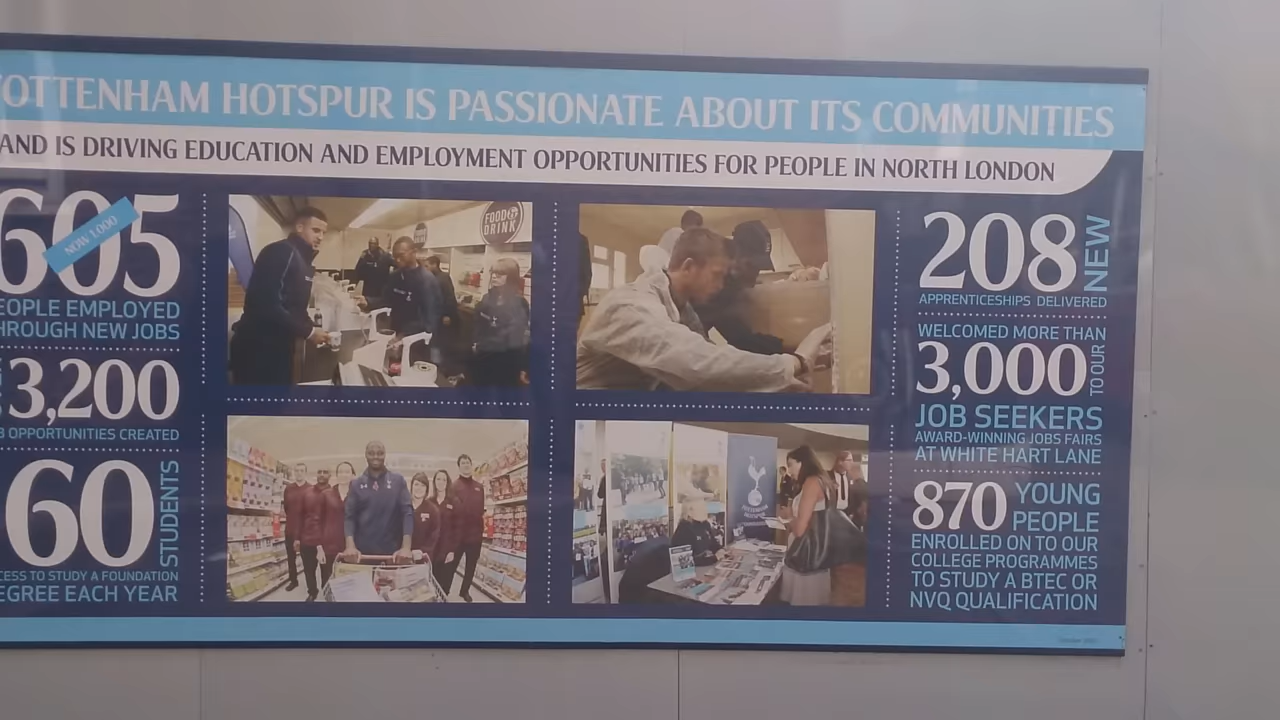 TOTTENHAM HOTSPUR IS PASSIONATE ABOUT ITS COMMUNITIES
AND IS DRIVING EDUCATION AND EMPLOYMENT OPPORTUNITIES FOR PEOPLE IN NORTH LONDON
605
NOW 1,000
EOPLE EMPLOYED
HROUGH NEW JOBS
3,200
B OPPORTUNITIES CREATED
60
STUDENTS
CESS TO STUDY A FOUNDATION
EGREE EACH YEAR
FOOD &
DRINK
TOTTENHAM
HOTSPUR
208
NEW
APPRENTICESHIPS DELIVERED
WELCOMED MORE THAN
3,000
TO OUR
JOB SEEKERS
AWARD-WINNING JOBS FAIRS
AT WHITE HART LANE
870 YOUNG
PEOPLE
ENROLLED ON TO OUR
COLLEGE PROGRAMMES
TO STUDY A BTEC OR
NVQ QUALIFICATION